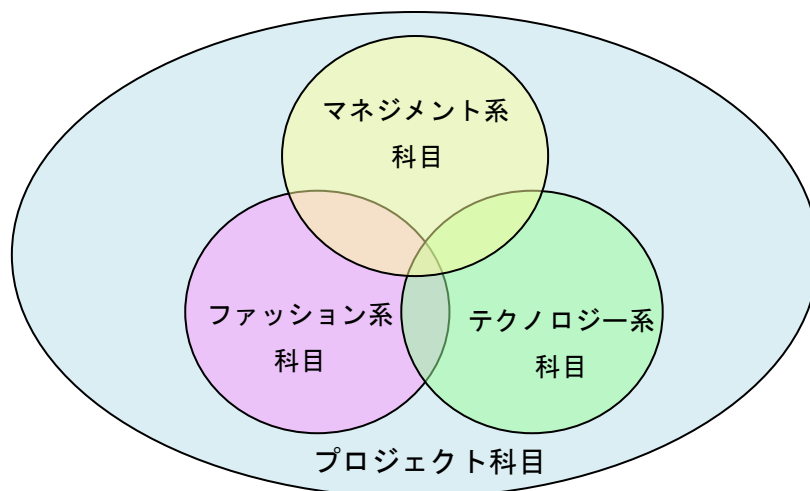 マネジメント系
科目
ファッション系
科目
テクノロジー系
科目
プロジェクト科目